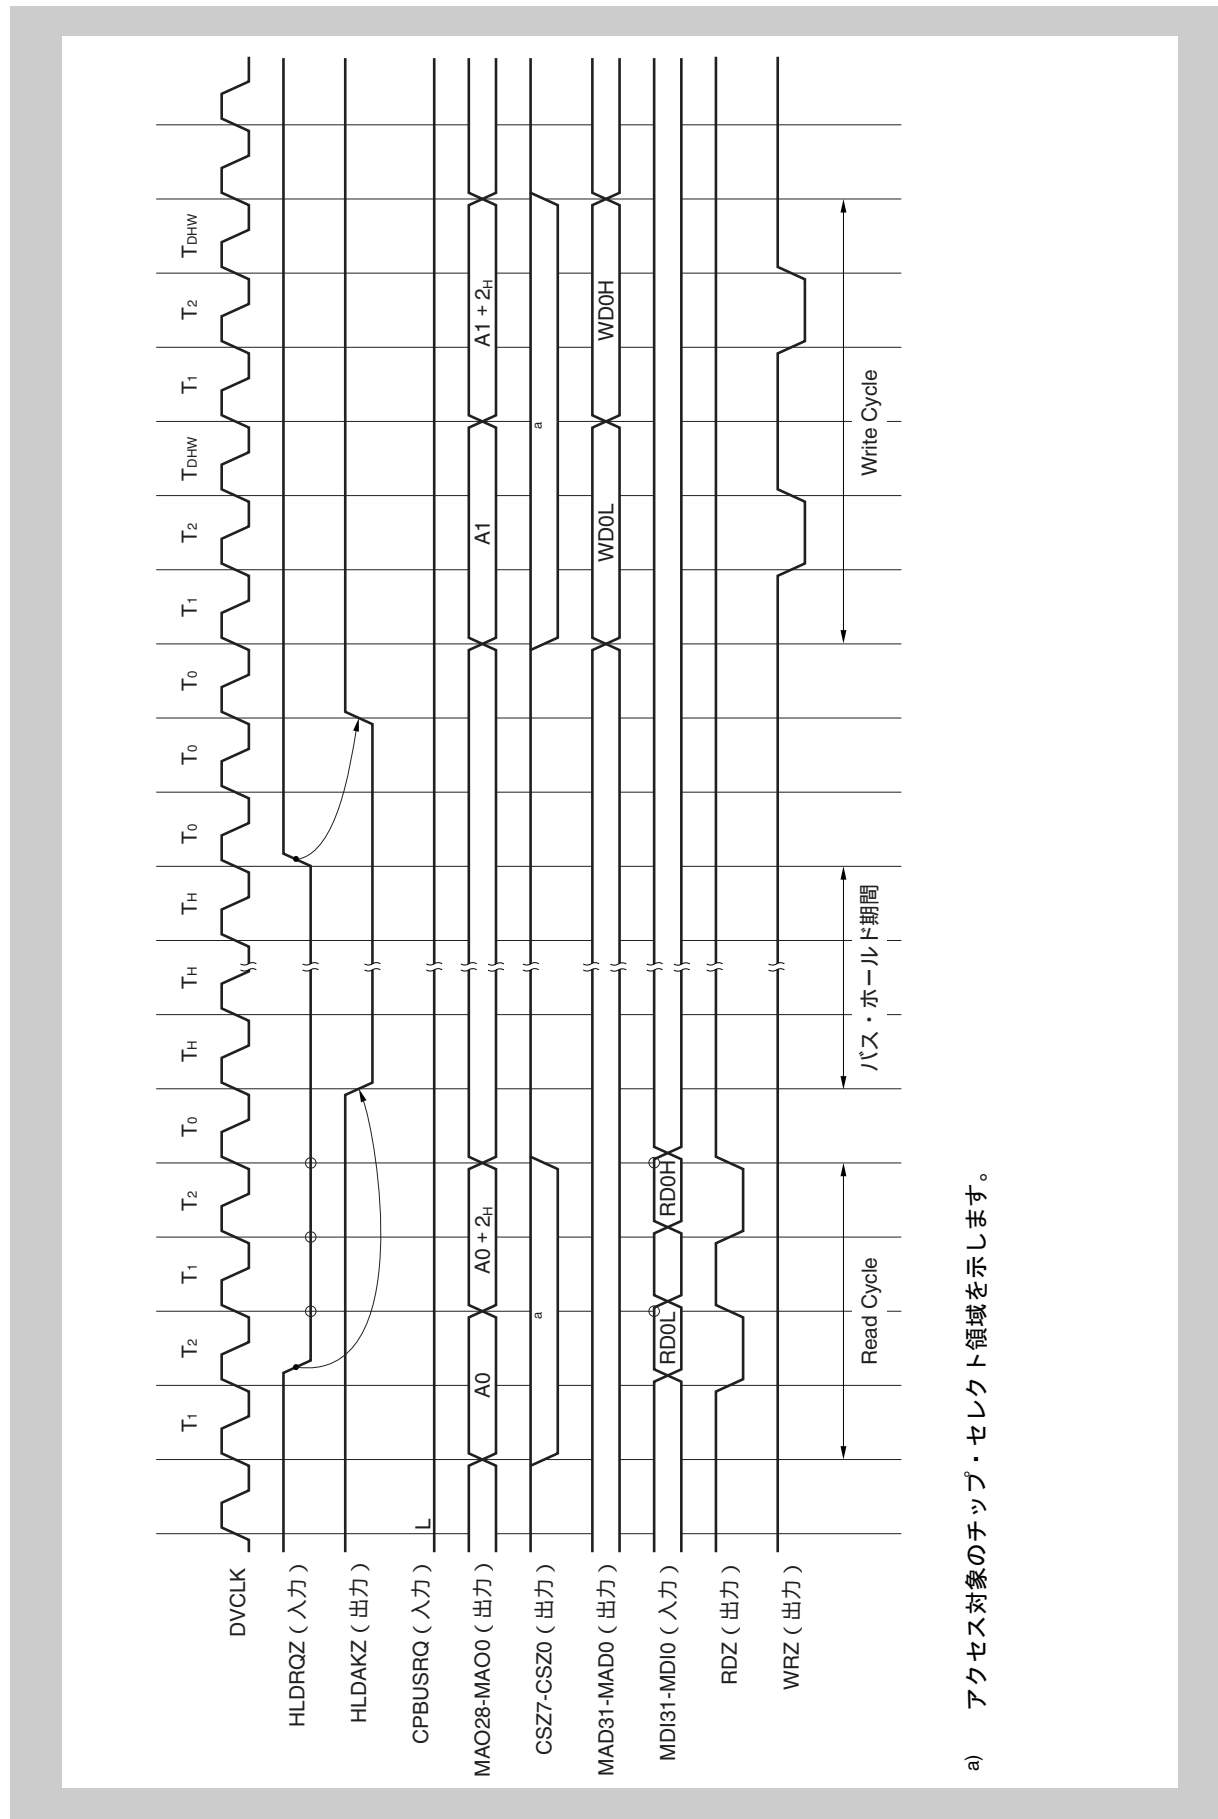 T1 T2 T1 T2 T0 TH TH TH T0 T0 T0 T1 T2 TDHW T1 T2 TDHW
DVCLK
HLDRQZ（入力）
HLDAKZ（出力）
CPBUSRQ（入力） L
MAO28-MAO0（出力） A0 A0 + 2H A1 A1 + 2H
CSZ7-CSZ0（出力） a a
MAD31-MAD0（出力） WD0L WD0H
MDI31-MDI0（入力） RD0L RD0H
RDZ（出力）
WRZ（出力）
Read Cycle バス・ホールド期間 Write Cycle
a) アクセス対象のチップ・セレクト領域を示します。